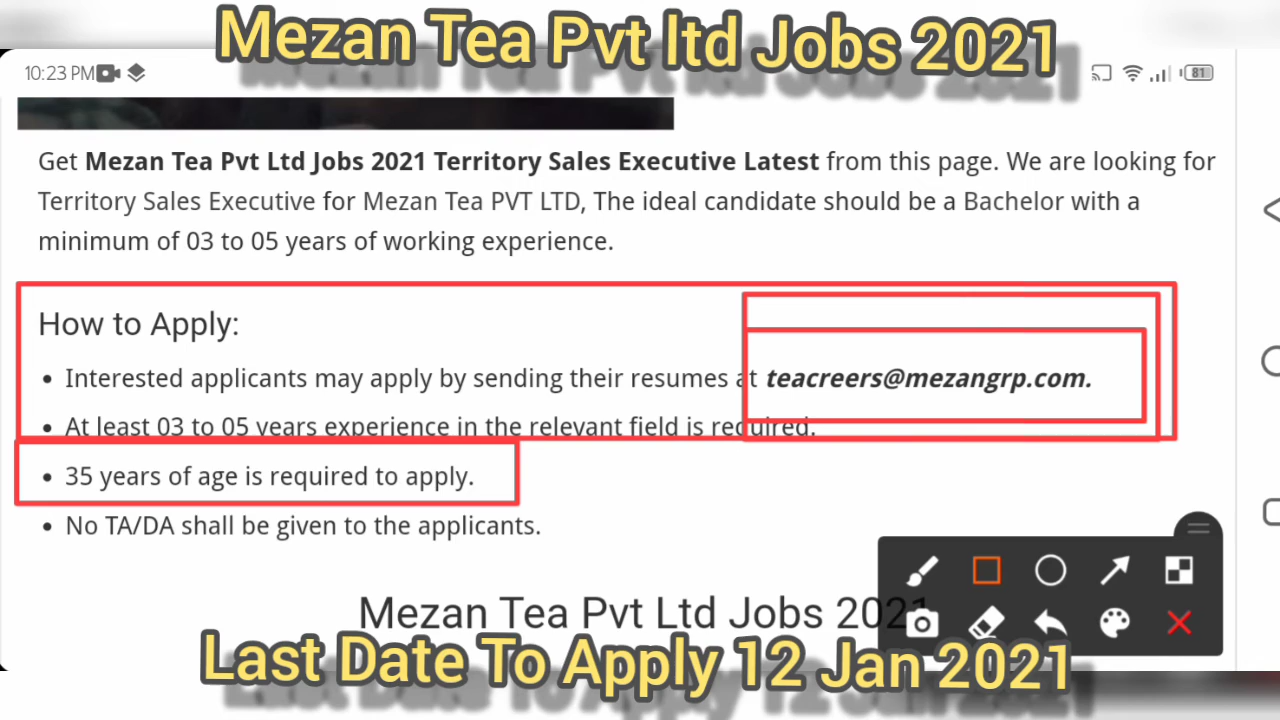 Mezan Tea Pvt ltd Jobs 2021
10:23 PM
81
Get Mezan Tea Pvt Ltd Jobs 2021 Territory Sales Executive Latest from this page. We are looking for
Territory Sales Executive for Mezan Tea PVT LTD, The ideal candidate should be a Bachelor with a
minimum of 03 to 05 years of working experience.
How to Apply:
• Interested applicants may apply by sending their resumes at teacreers@mezangrp.com.
• At least 03 to 05 years experience in the relevant field is required.
• 35 years of age is required to apply.
• No TA/DA shall be given to the applicants.
Mezan Tea Pvt Ltd Jobs 2021
Last Date To Apply 12 Jan 2021